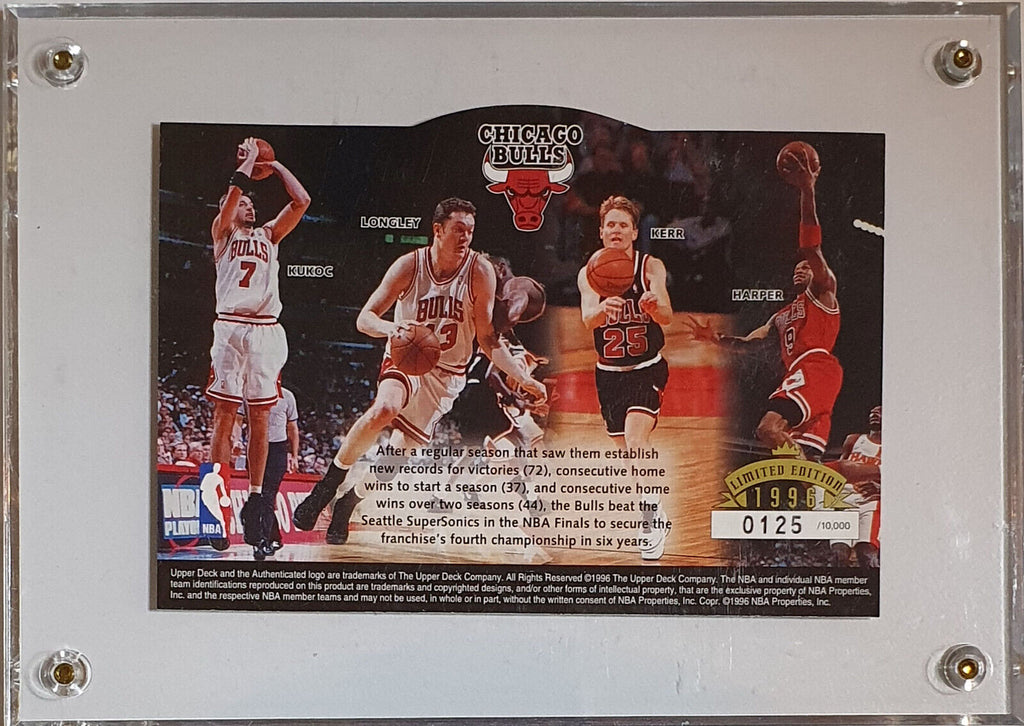 CHICAGO
BULLS
LONGLEY
KERR
KUKOC
HARPER
BULLS
7
BULLS
13
BULLS
25
BULLS
9
After a regular season that saw them establish
new records for victories (72), consecutive home
wins to start a season (37), and consecutive home
wins over two seasons (44), the Bulls beat the
Seattle SuperSonics in the NBA Finals to secure the
franchise's fourth championship in six years.
NBA
PLAYO
NBA
LIMITED EDITION
1996
0125 /10,000
Upper Deck and the Authenticated logo are trademarks of The Upper Deck Company. All Rights Reserved ©1996 The Upper Deck Company. The NBA and individual NBA member
team identifications reproduced on this product are trademarks and copyrighted designs, and/or other forms of intellectual property, that are the exclusive property of NBA Properties,
Inc. and the respective NBA member teams and may not be used, in whole or in part, without the written consent of NBA Properties, Inc. Copr. ©1996 NBA Properties, Inc.